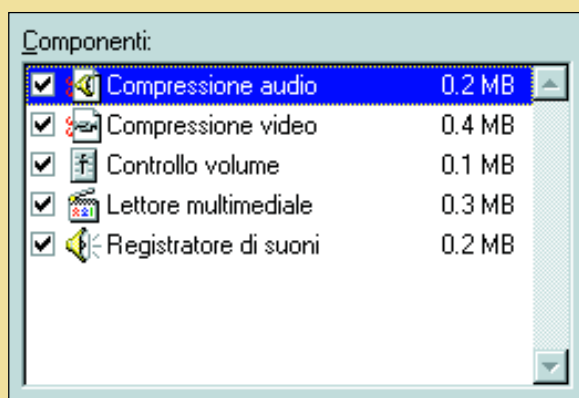 Componenti:
Compressione audio 0.2 MB
Compressione video 0.4 MB
Controllo volume 0.1 MB
Lettore multimediale 0.3 MB
Registratore di suoni 0.2 MB